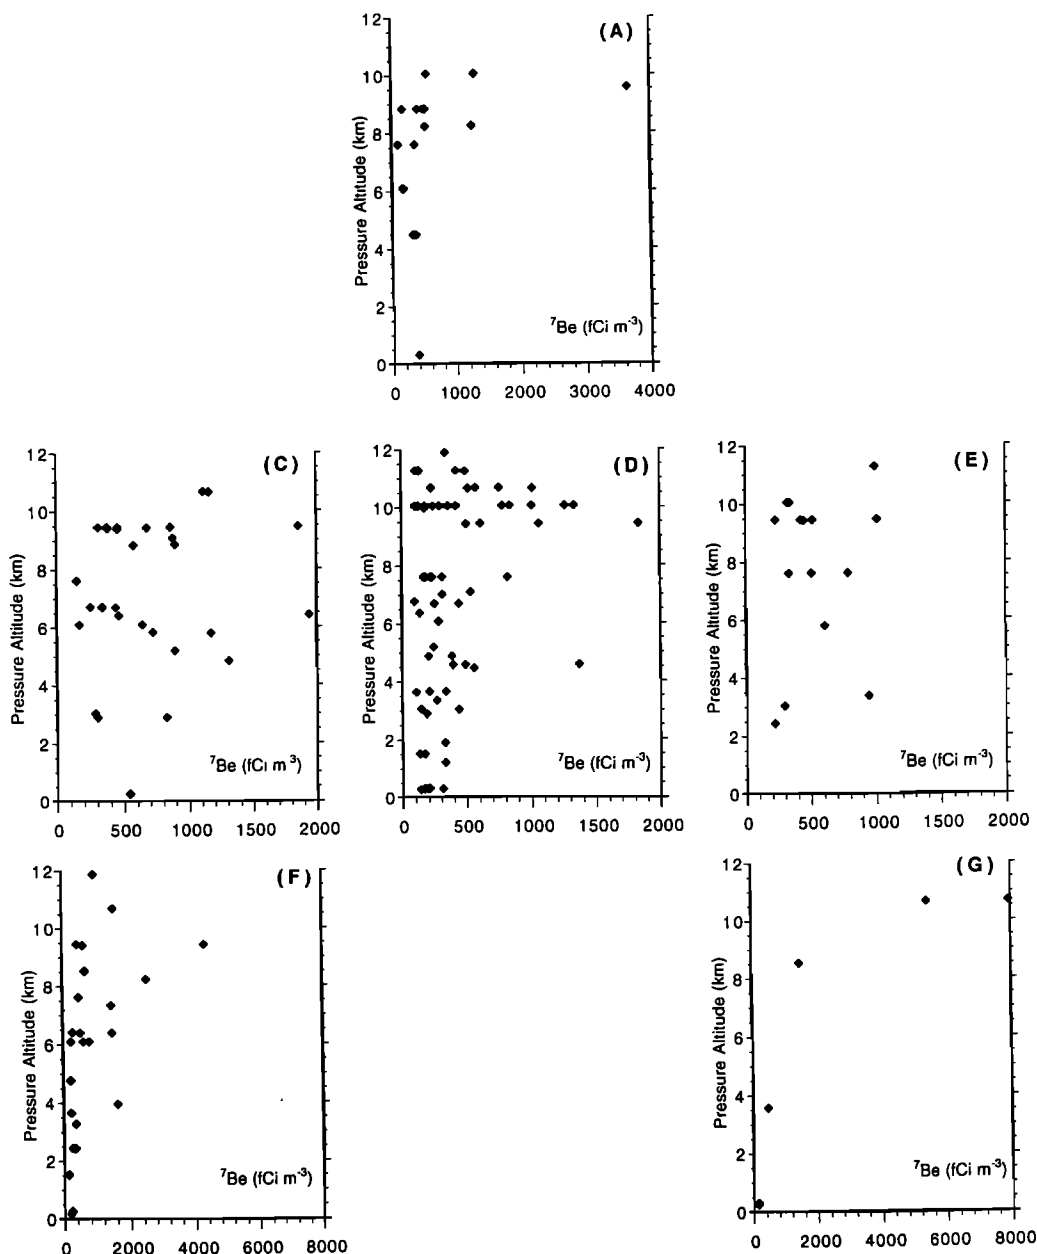 (A)
12
10
8
6
4
2
0
Pressure Altitude (km)
⁷Be (fCi m⁻³)
0 1000 2000 3000 4000
(C)
12
10
8
6
4
2
0
Pressure Altitude (km)
⁷Be (fCi m³)
0 500 1000 1500 2000
(D)
12
10
8
6
4
2
0
Pressure Altitude (km)
⁷Be (fCi m⁻³)
0 500 1000 1500 2000
(E)
12
10
8
6
4
2
0
Pressure Altitude (km)
⁷Be (fCi m⁻³)
0 500 1000 1500 2000
(F)
12
10
8
6
4
2
0
Pressure Altitude (km)
⁷Be (fCi m⁻³)
0 2000 4000 6000 8000
(G)
12
10
8
6
4
2
0
Pressure Altitude (km)
⁷Be (fCi m⁻³)
0 2000 4000 6000 8000